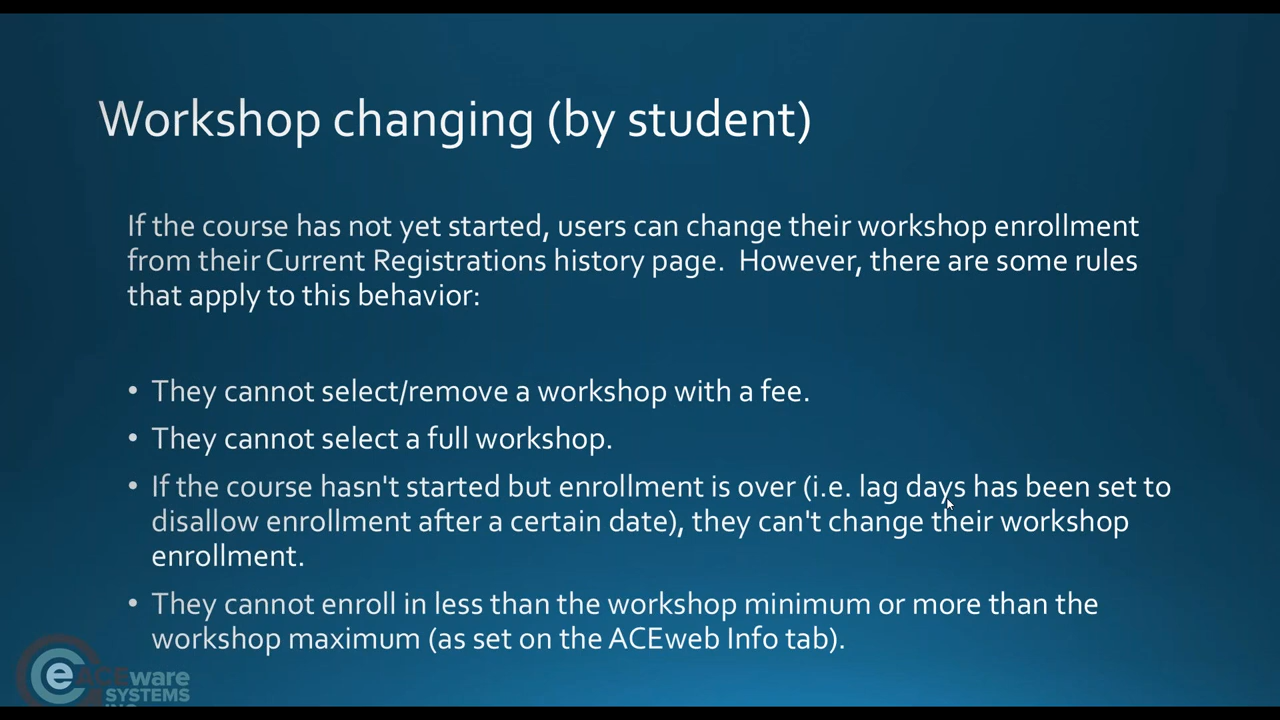 Workshop changing (by student)
If the course has not yet started, users can change their workshop enrollment
from their Current Registrations history page. However, there are some rules
that apply to this behavior:
• They cannot select/remove a workshop with a fee.
• They cannot select a full workshop.
• If the course hasn't started but enrollment is over (i.e. lag days has been set to
disallow enrollment after a certain date), they can't change their workshop
enrollment.
• They cannot enroll in less than the workshop minimum or more than the
workshop maximum (as set on the ACEweb Info tab).
e ACEware
SYSTEMS
INC